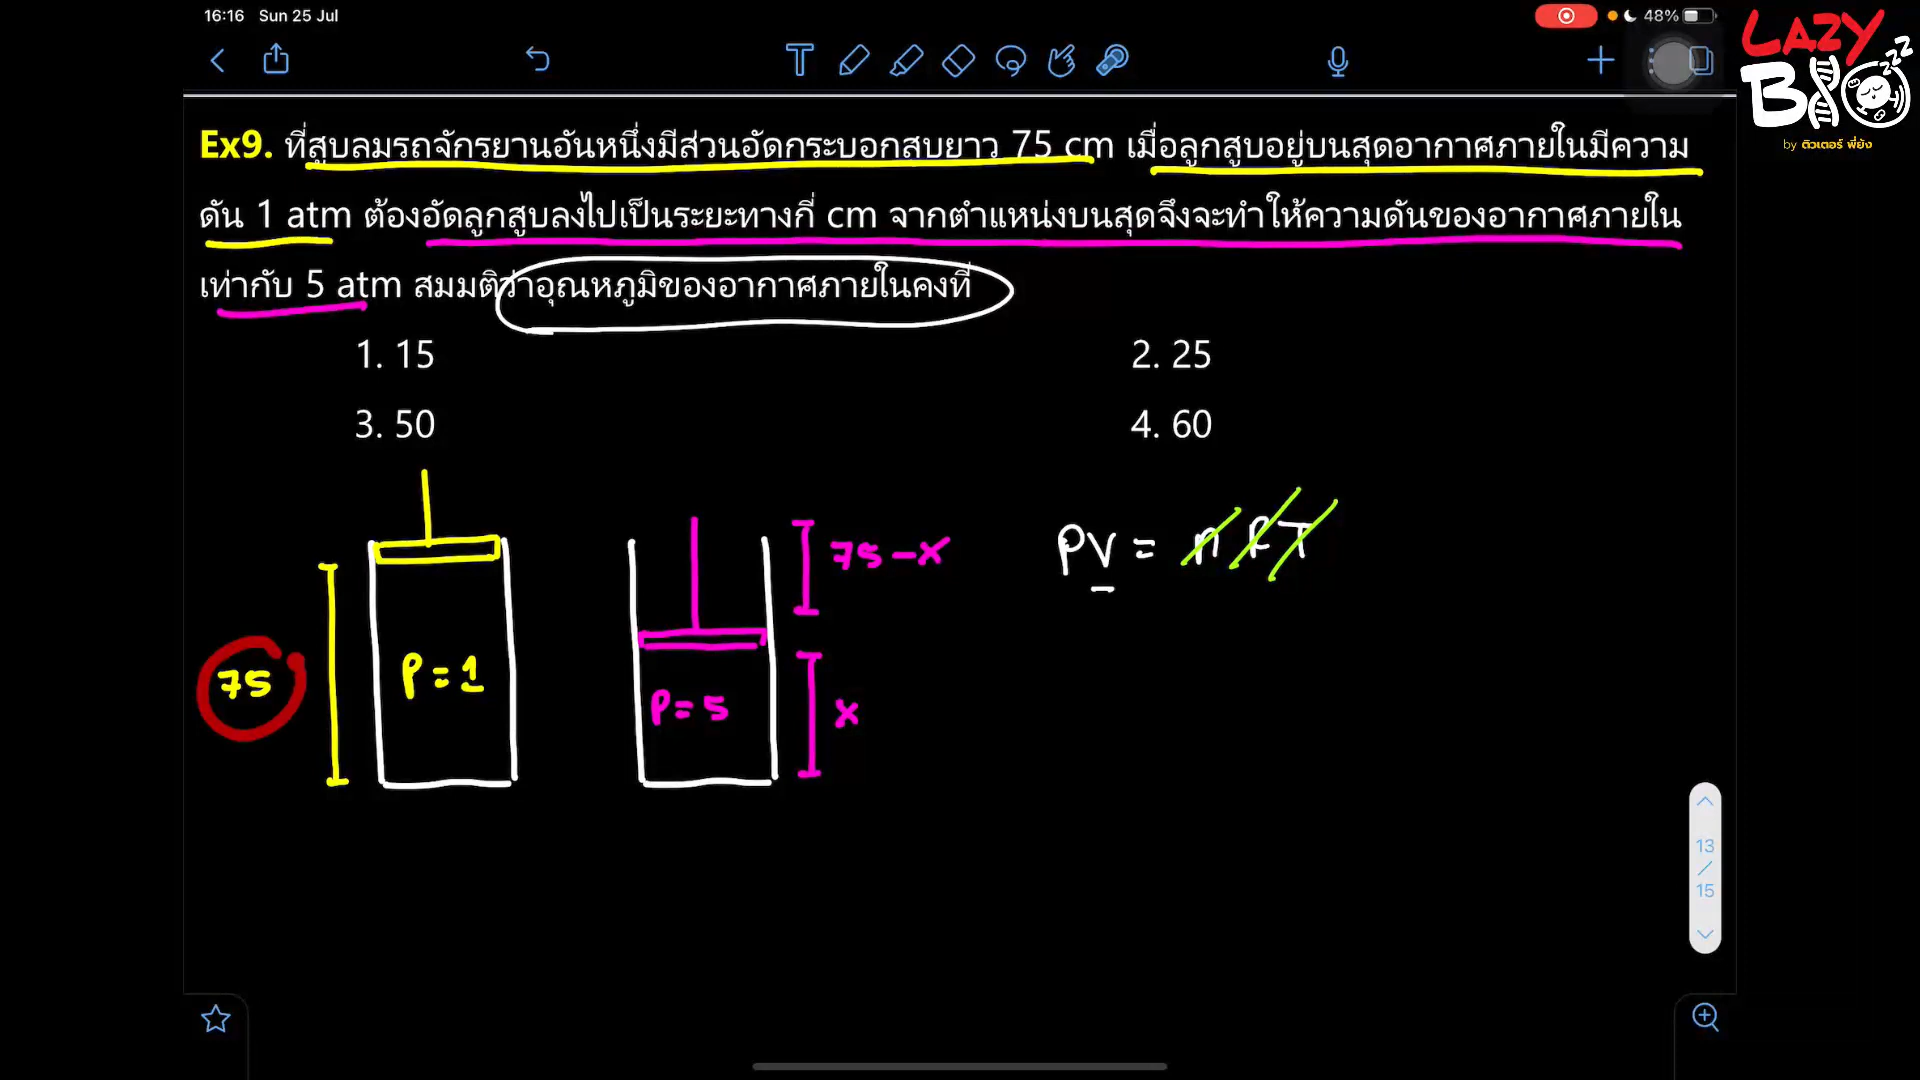 16:16 Sun 25 Jul
48%
LAZY
BIO zzz
by ติวเตอร์ พี่ยัง
Ex9. ที่สูบลมรถจักรยานอันหนึ่งมีส่วนอัดกระบอกสูบยาว 75 cm เมื่อลูกสูบอยู่บนสุดอากาศภายในมีความ
ดัน 1 atm ต้องอัดลูกสูบลงไปเป็นระยะทางกี่ cm จากตำแหน่งบนสุดจึงจะทำให้ความดันของอากาศภายใน
เท่ากับ 5 atm สมมติว่าอุณหภูมิของอากาศภายในคงที่
1. 15 2. 25
3. 50 4. 60
75 - x
PV = nRT
75
P = 1
P = 5
x
13
/
15